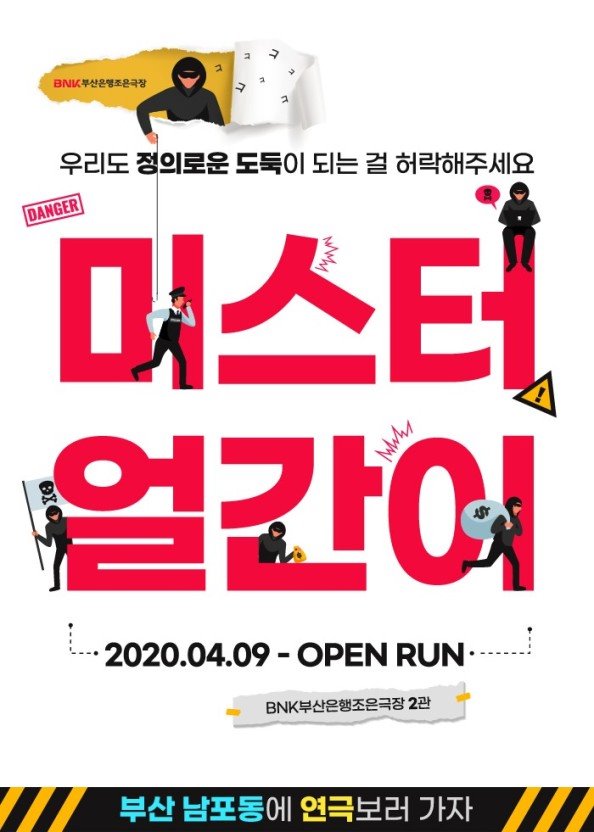 BNK부산은행조은극장
ㄱ ㄱ ㄱ ㄱ ㄱ ㄱ
우리도 정의로운 도둑이 되는 걸 허락해주세요
DANGER
미스터
!
얼간이
$
2020.04.09 - OPEN RUN
BNK부산은행조은극장 2관
부산 남포동에 연극보러 가자